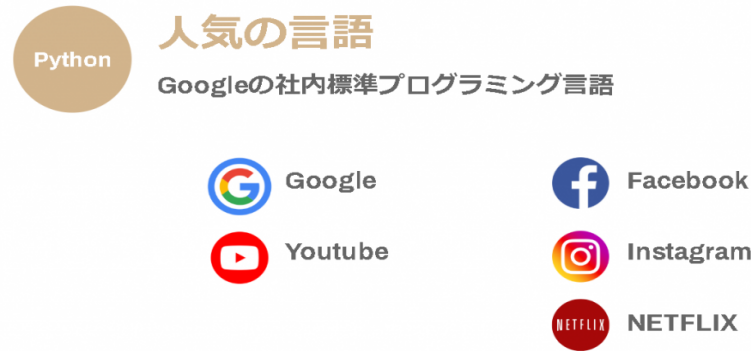 Python
人気の言語
Googleの社内標準プログラミング言語
Google
Facebook
Youtube
Instagram
NETFLIX
NETFLIX